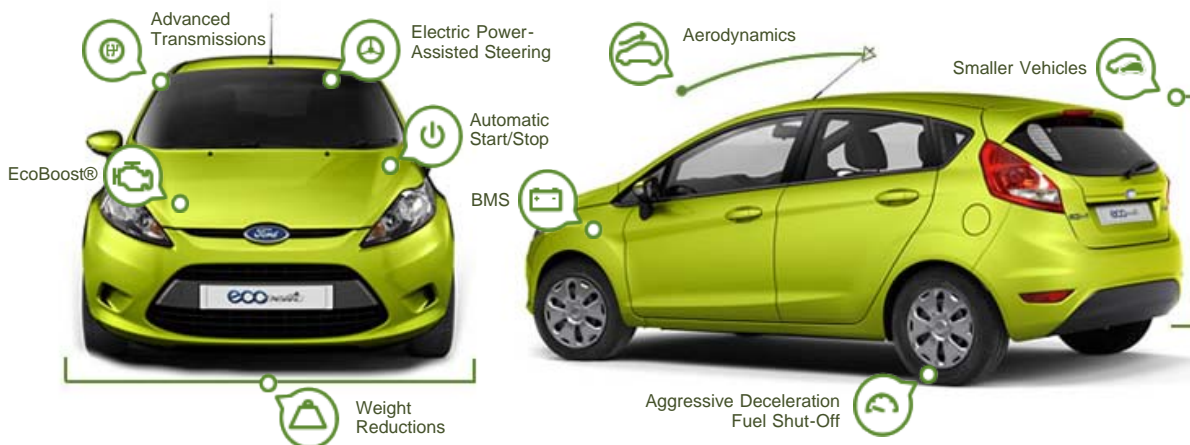 Advanced
Transmissions
Electric Power-
Assisted Steering
Automatic
Start/Stop
EcoBoost®
Ford
eco
Weight
Reductions
Aerodynamics
Smaller Vehicles
BMS
+ -
eco
Aggressive Deceleration
Fuel Shut-Off